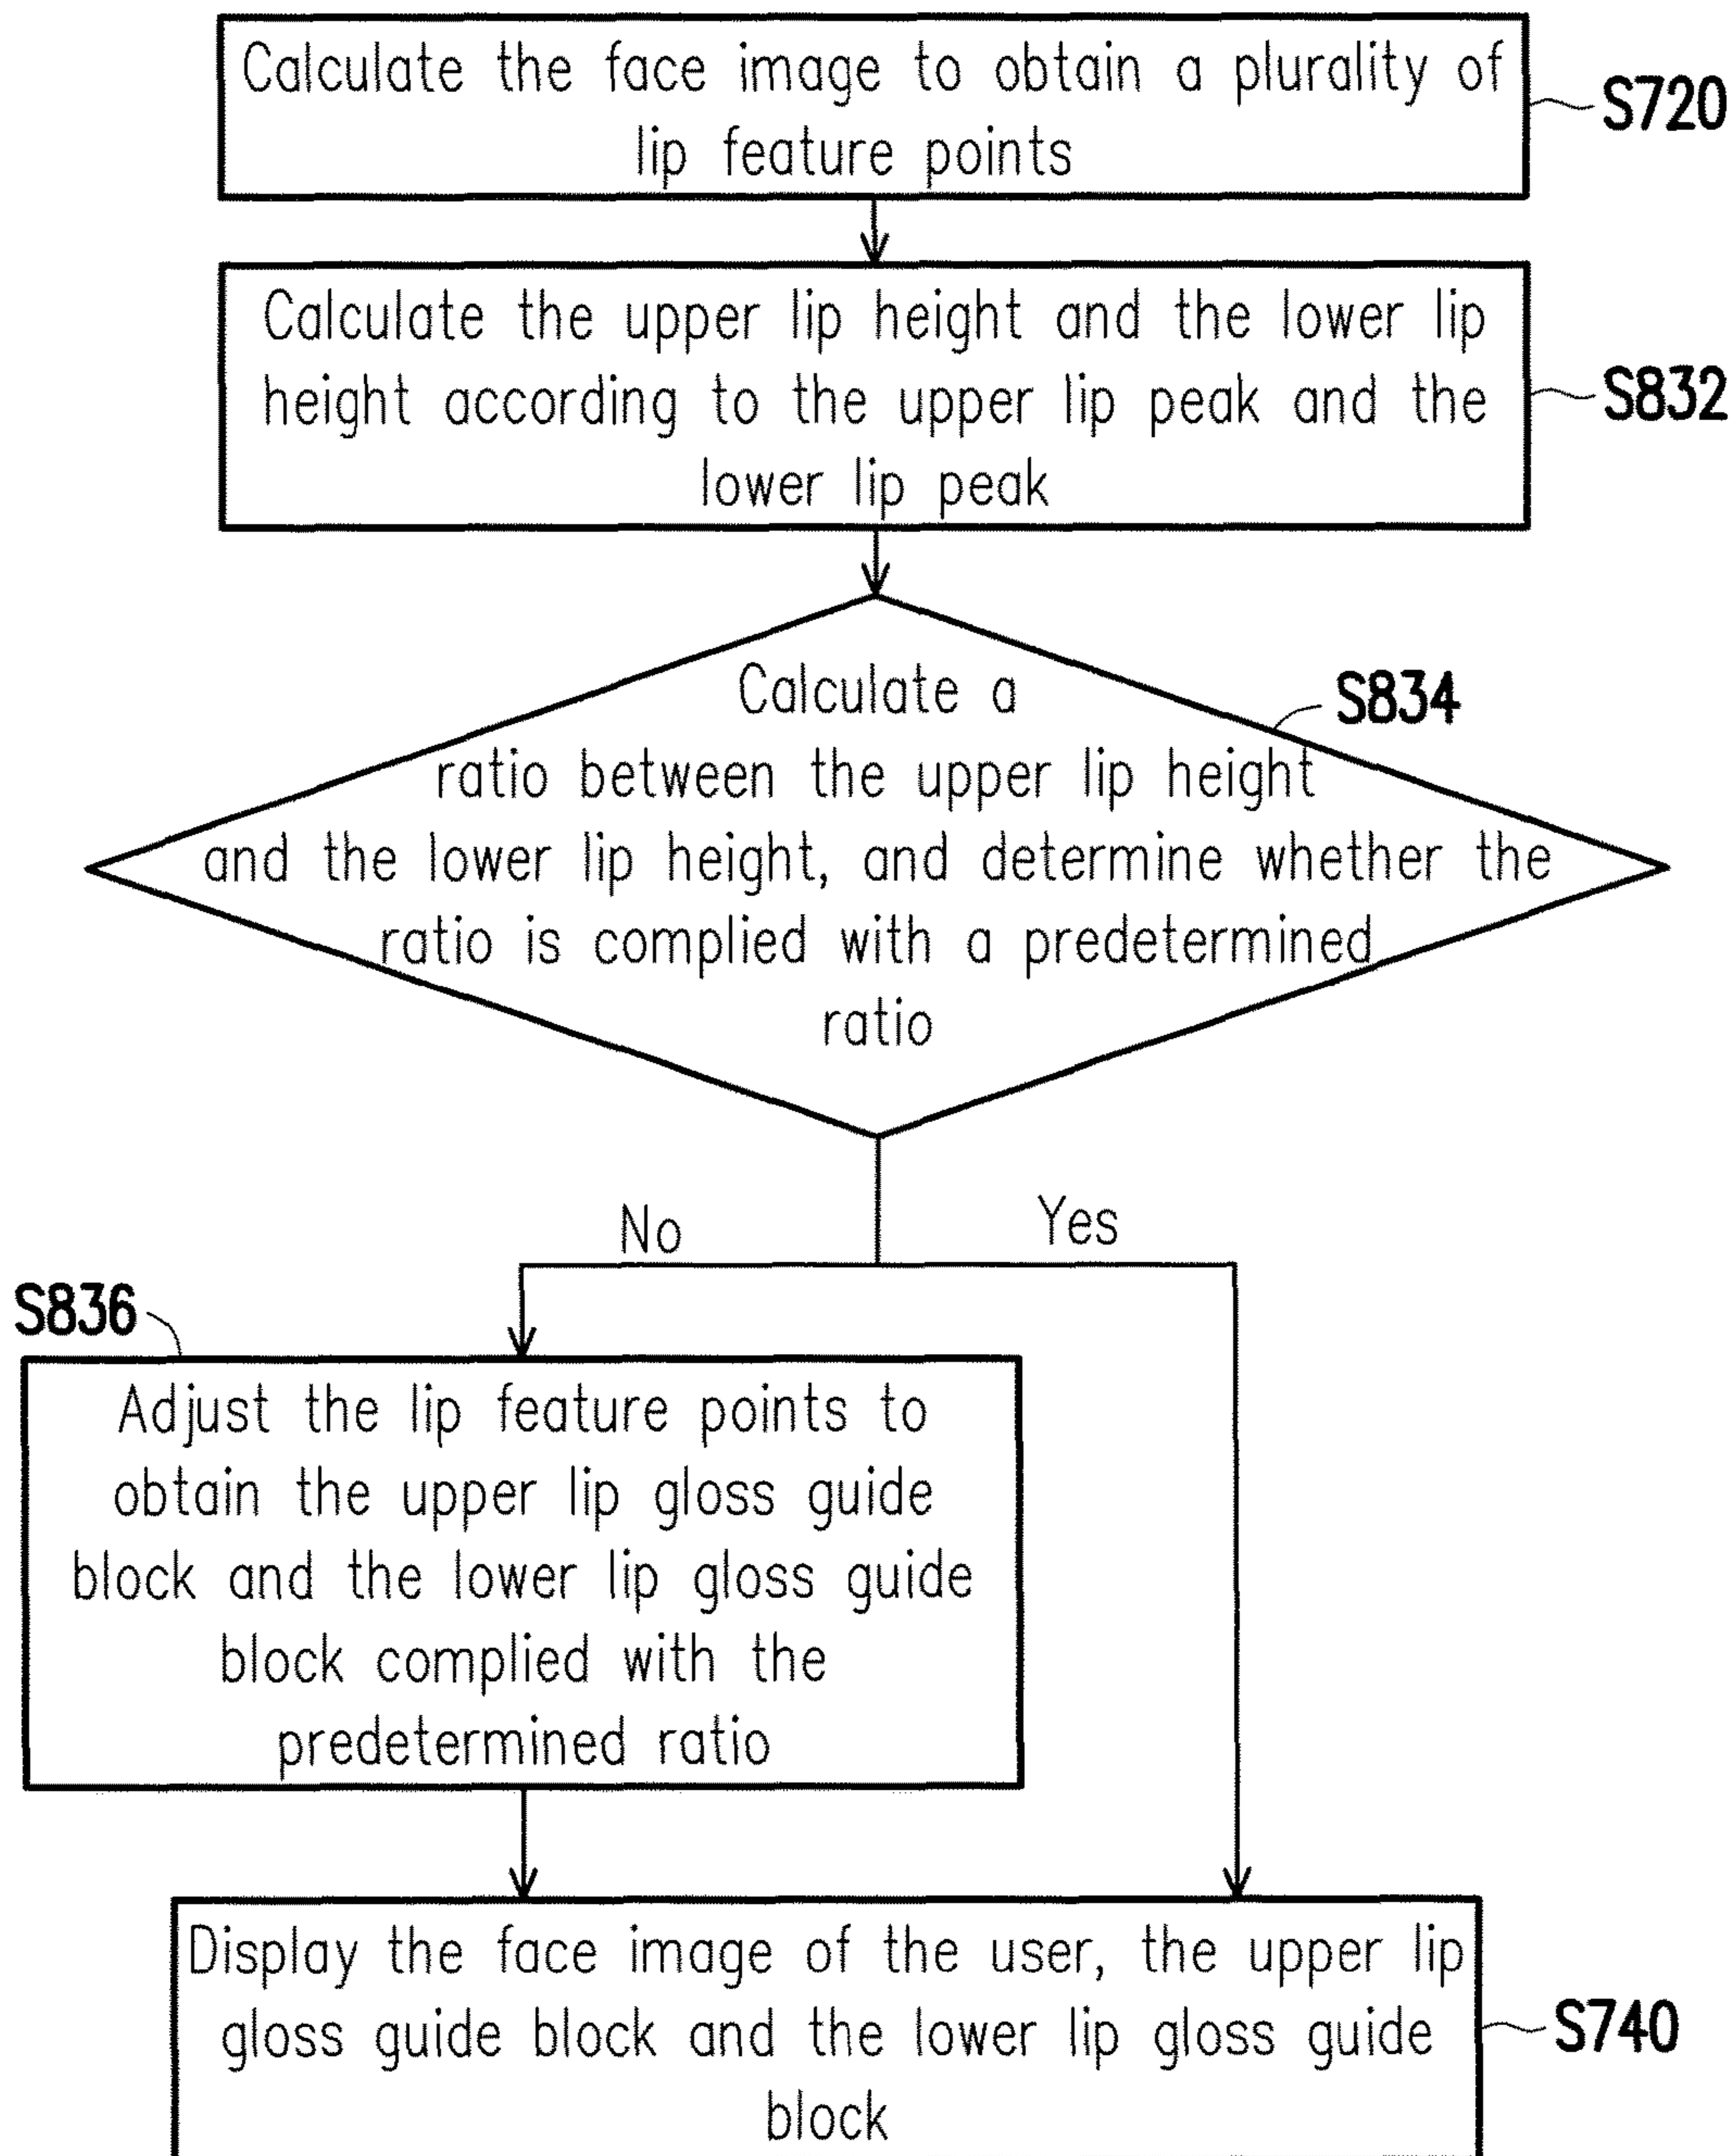 Calculate the face image to obtain a plurality of
lip feature points
S720
Calculate the upper lip height and the lower lip
height according to the upper lip peak and the
lower lip peak
S832
Calculate a
ratio between the upper lip height
and the lower lip height, and determine whether the
ratio is complied with a predetermined
ratio
S834
No
Yes
S836
Adjust the lip feature points to
obtain the upper lip gloss guide
block and the lower lip gloss guide
block complied with the
predetermined ratio
Display the face image of the user, the upper lip
gloss guide block and the lower lip gloss guide
block
S740